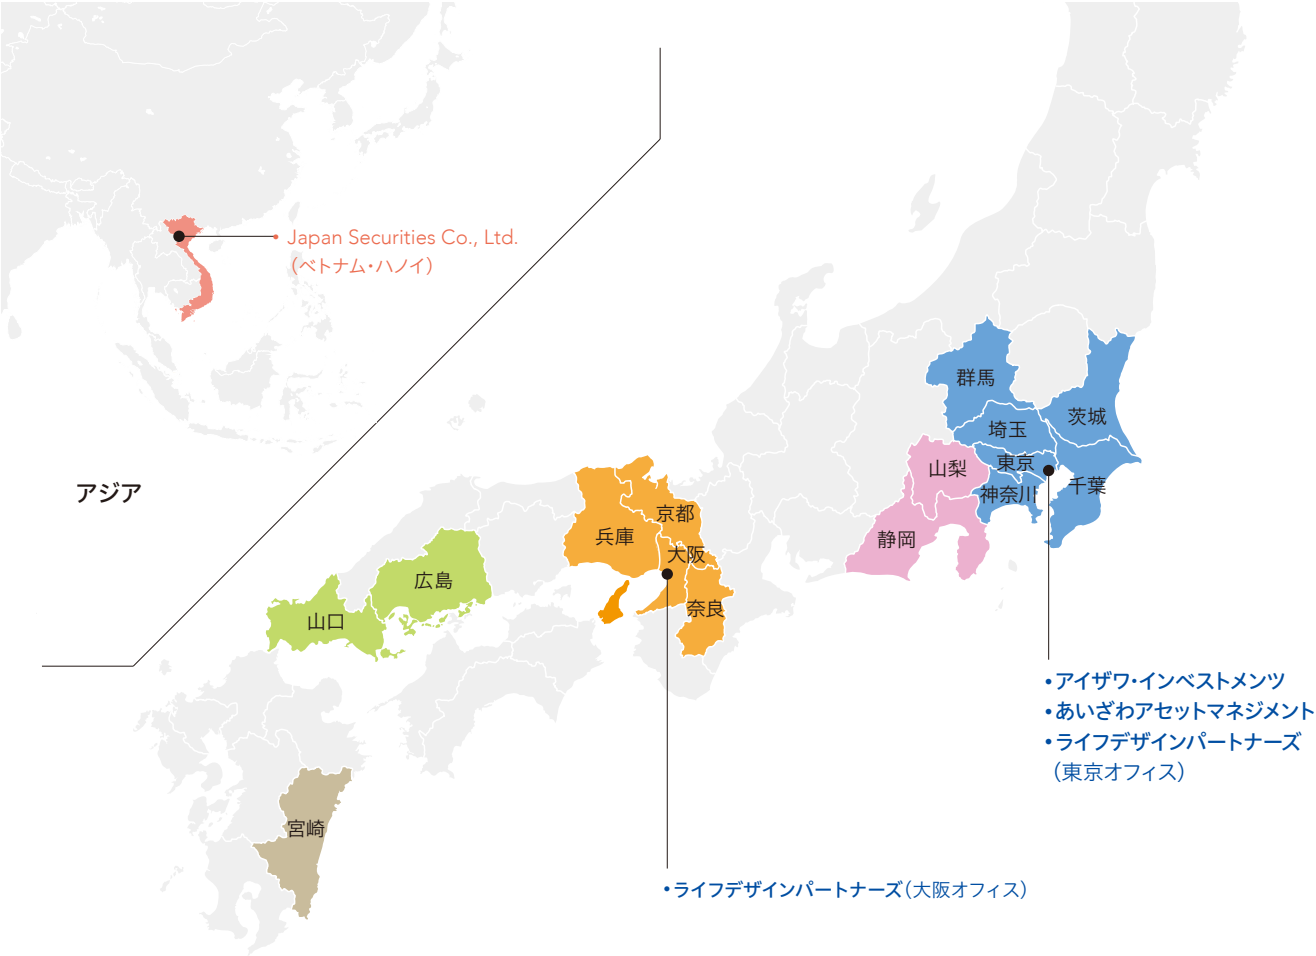 Japan Securities Co., Ltd.
（ベトナム・ハノイ）
アジア
群馬
茨城
埼玉
東京
山梨
神奈川
千葉
静岡
京都
兵庫
大阪
奈良
広島
山口
宮崎
•アイザワ・インベストメンツ
•あいざわアセットマネジメント
•ライフデザインパートナーズ
（東京オフィス）
•ライフデザインパートナーズ（大阪オフィス）